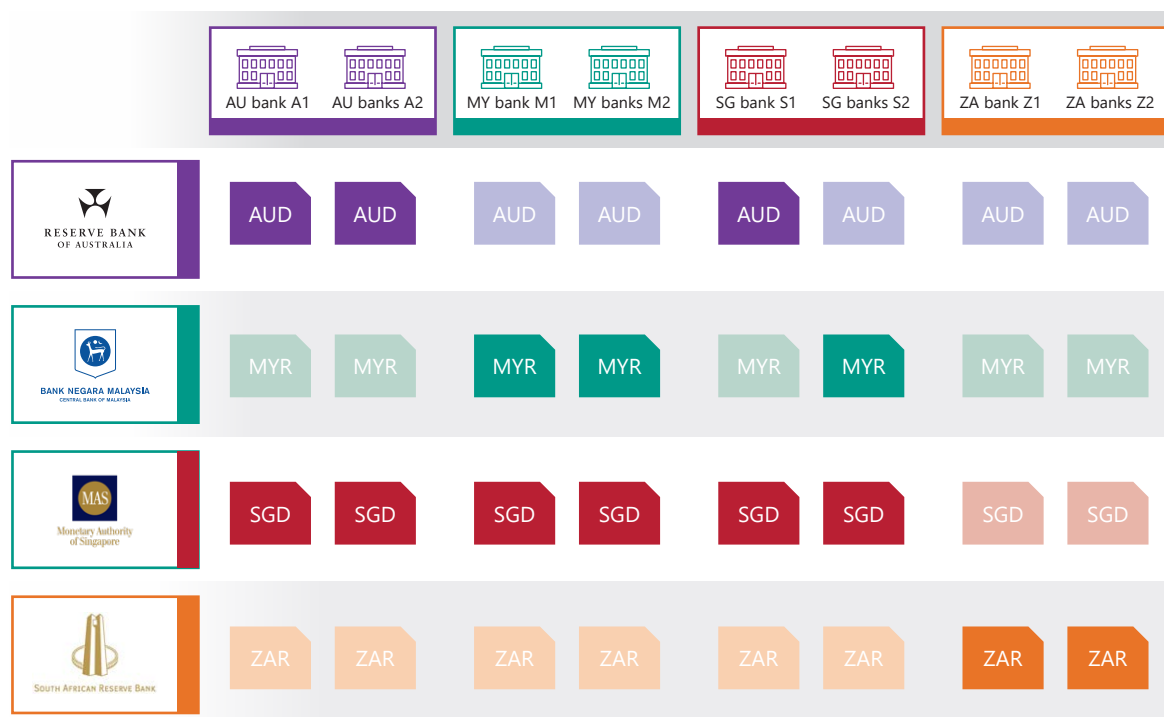 AU bank A1 AU banks A2 MY bank M1 MY banks M2 SG bank S1 SG banks S2 ZA bank Z1 ZA banks Z2
RESERVE BANK
OF AUSTRALIA
AUD AUD AUD AUD AUD AUD AUD AUD
BANK NEGARA MALAYSIA
CENTRAL BANK OF MALAYSIA
MYR MYR MYR MYR MYR MYR MYR MYR
MAS
Monetary Authority
of Singapore
SGD SGD SGD SGD SGD SGD SGD SGD
SOUTH AFRICAN RESERVE BANK
ZAR ZAR ZAR ZAR ZAR ZAR ZAR ZAR